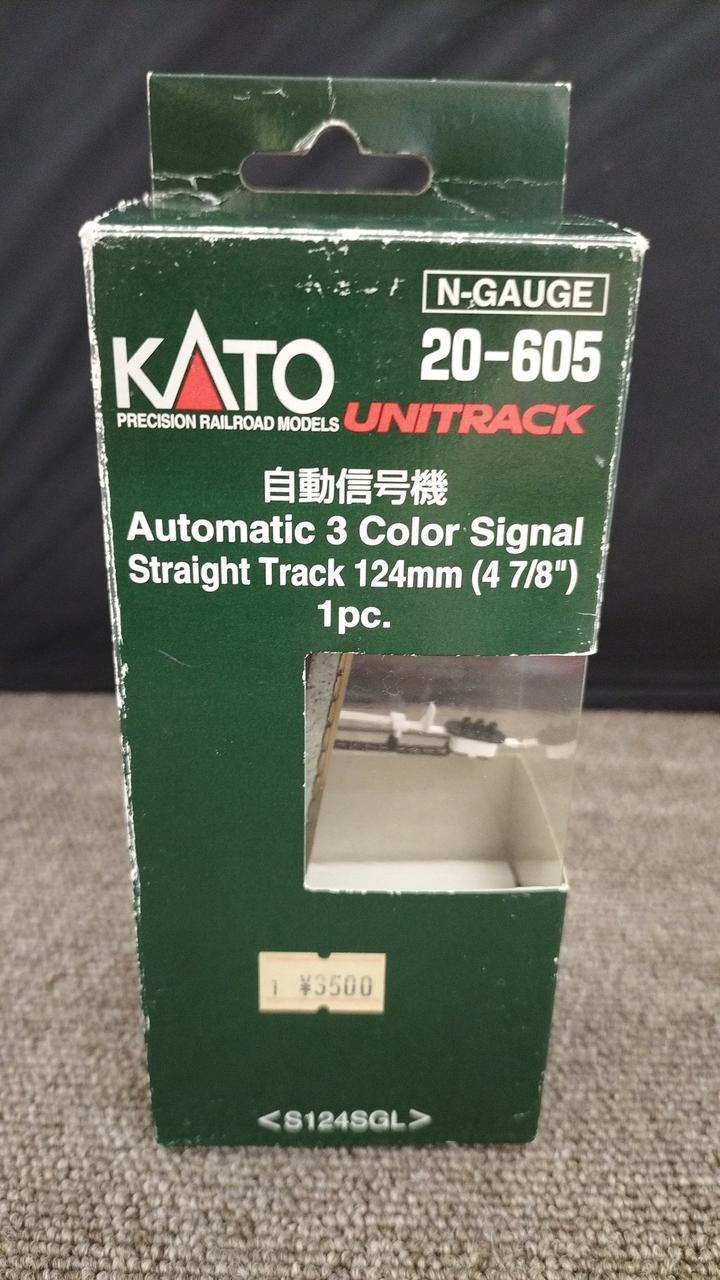 N-GAUGE
KATO
20-605
PRECISION RAILROAD MODELS
UNITRACK
自動信号機
Automatic 3 Color Signal
Straight Track 124mm (4 7/8")
1pc.
1 ¥3500
<S124SGL>